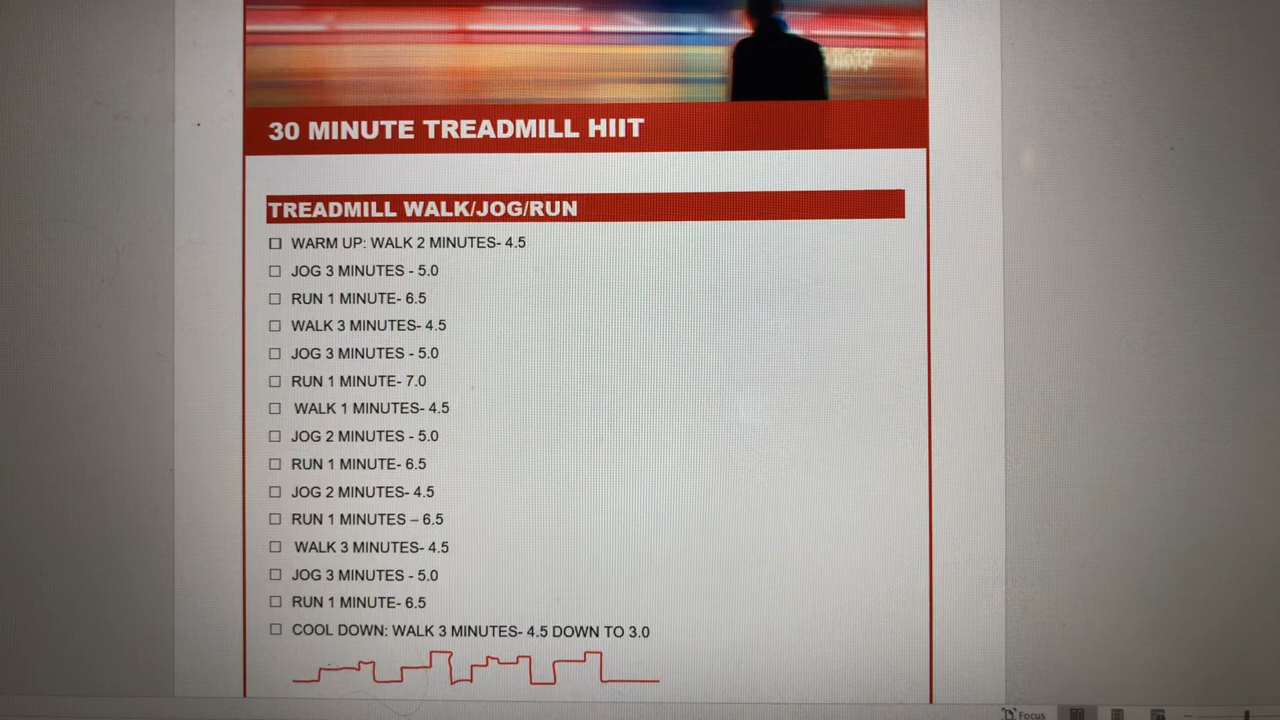 30 MINUTE TREADMILL HIIT
TREADMILL WALK/JOG/RUN
WARM UP: WALK 2 MINUTES- 4.5
JOG 3 MINUTES - 5.0
RUN 1 MINUTE- 6.5
WALK 3 MINUTES- 4.5
JOG 3 MINUTES - 5.0
RUN 1 MINUTE- 7.0
WALK 1 MINUTES- 4.5
JOG 2 MINUTES - 5.0
RUN 1 MINUTE- 6.5
JOG 2 MINUTES- 4.5
RUN 1 MINUTES – 6.5
WALK 3 MINUTES- 4.5
JOG 3 MINUTES - 5.0
RUN 1 MINUTE- 6.5
COOL DOWN: WALK 3 MINUTES- 4.5 DOWN TO 3.0
Focus